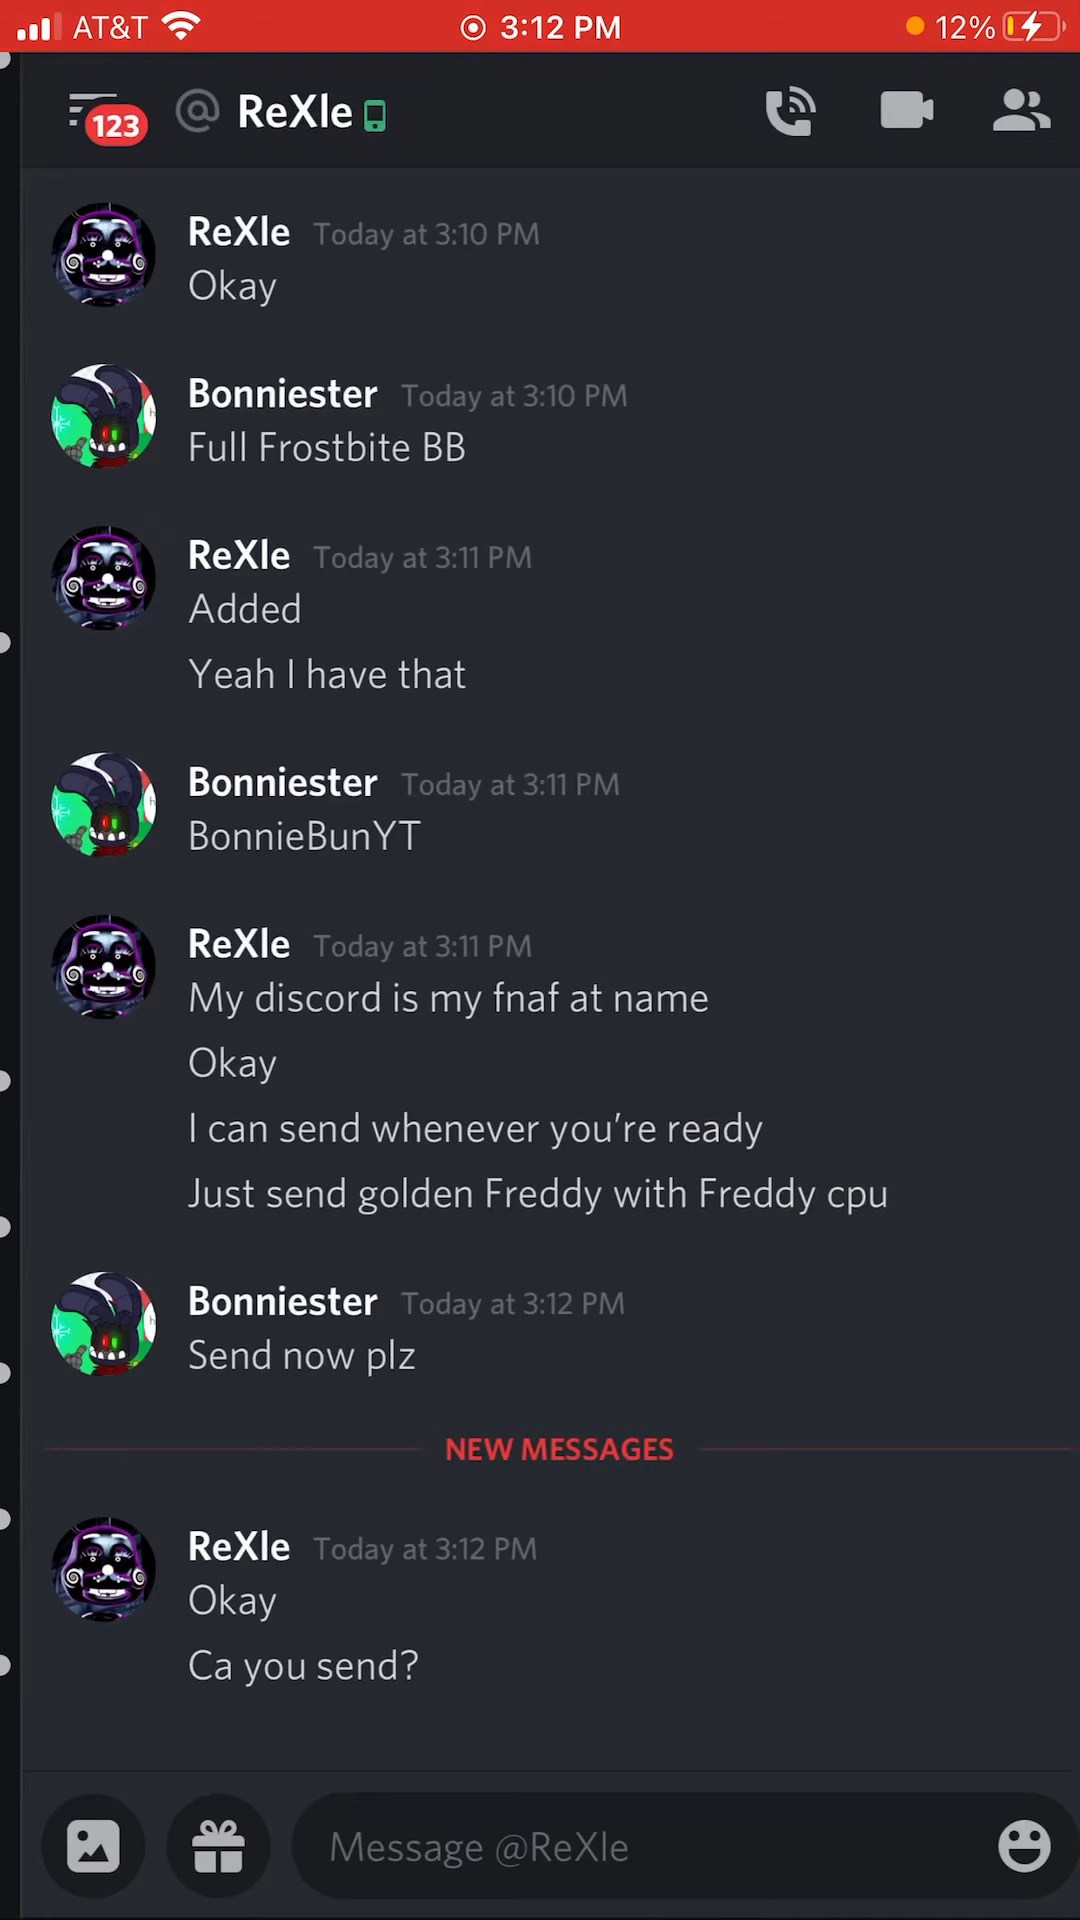 AT&T 3:12 PM 12%
123 @ ReXle
ReXle Today at 3:10 PM
Okay
Bonniester Today at 3:10 PM
Full Frostbite BB
ReXle Today at 3:11 PM
Added
Yeah I have that
Bonniester Today at 3:11 PM
BonnieBunYT
ReXle Today at 3:11 PM
My discord is my fnaf at name
Okay
I can send whenever you’re ready
Just send golden Freddy with Freddy cpu
Bonniester Today at 3:12 PM
Send now plz
NEW MESSAGES
ReXle Today at 3:12 PM
Okay
Ca you send?
Message @ReXle